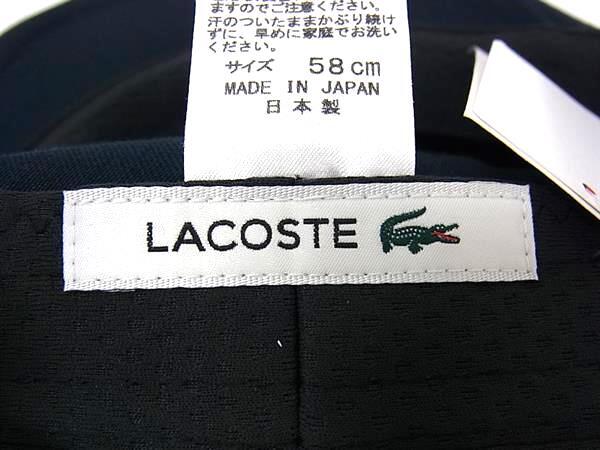 ますのでご注意ください。
汗のついたままかぶり続け
ずに、早めに家庭でお洗い
ください。
サイズ 58cm
MADE IN JAPAN
日本製
LACOSTE